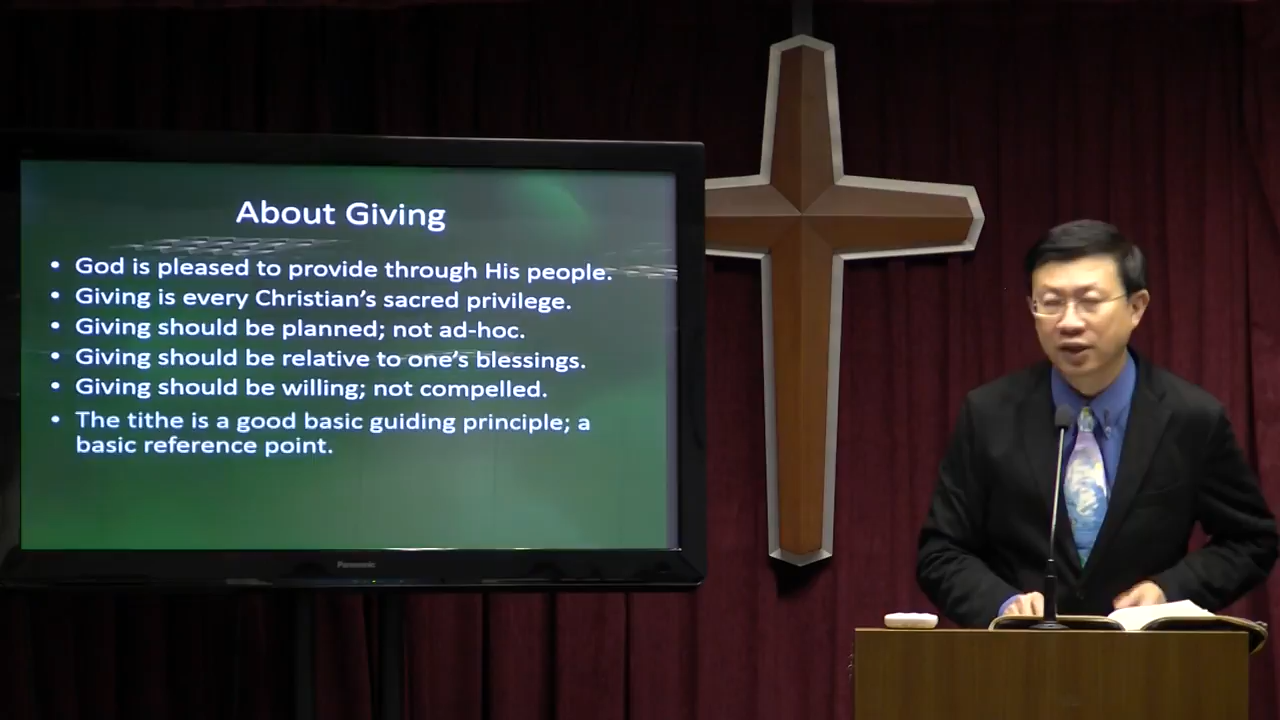 About Giving
• God is pleased to provide through His people.
• Giving is every Christian's sacred privilege.
• Giving should be planned; not ad-hoc.
• Giving should be relative to one's blessings.
• Giving should be willing; not compelled.
• The tithe is a good basic guiding principle; a
basic reference point.
Panasonic